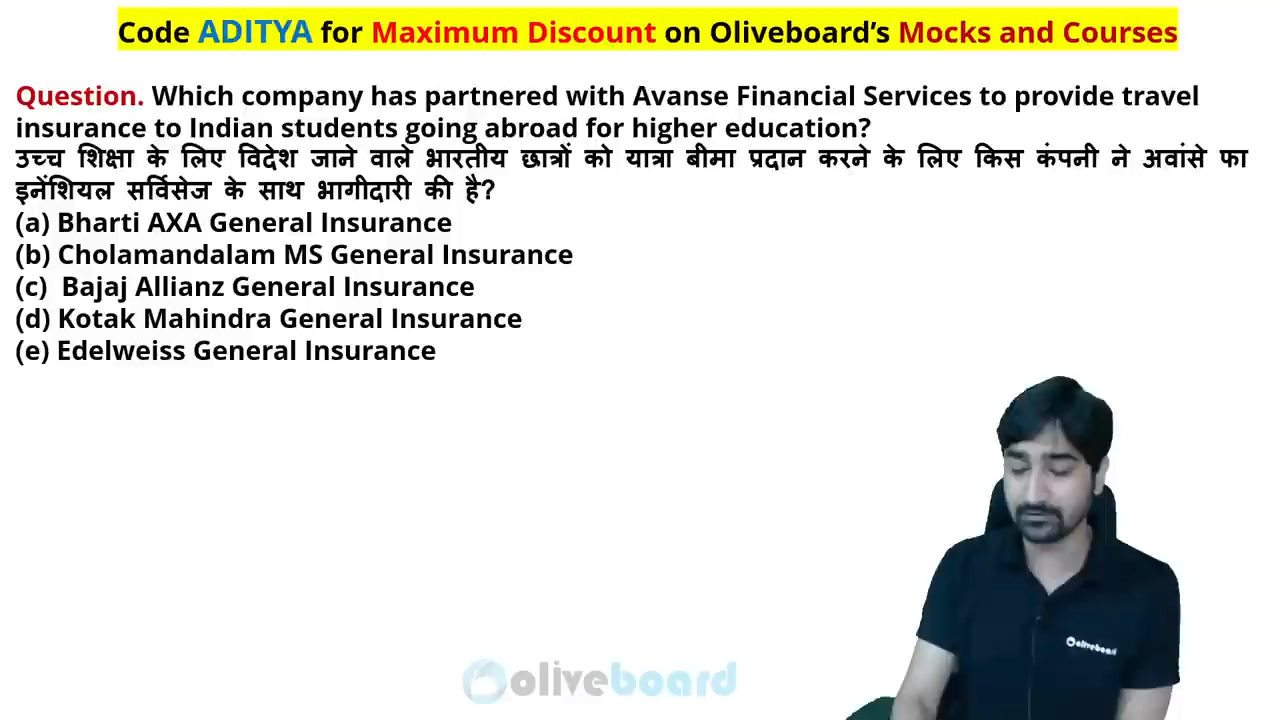 Code ADITYA for Maximum Discount on Oliveboard's Mocks and Courses
Question. Which company has partnered with Avanse Financial Services to provide travel
insurance to Indian students going abroad for higher education?
उच्च शिक्षा के लिए विदेश जाने वाले भारतीय छात्रों को यात्रा बीमा प्रदान करने के लिए किस कंपनी ने अवांसे फा
इनेंशियल सर्विसेज के साथ भागीदारी की है?
(a) Bharti AXA General Insurance
(b) Cholamandalam MS General Insurance
(c) Bajaj Allianz General Insurance
(d) Kotak Mahindra General Insurance
(e) Edelweiss General Insurance
oliveboard
oliveboard